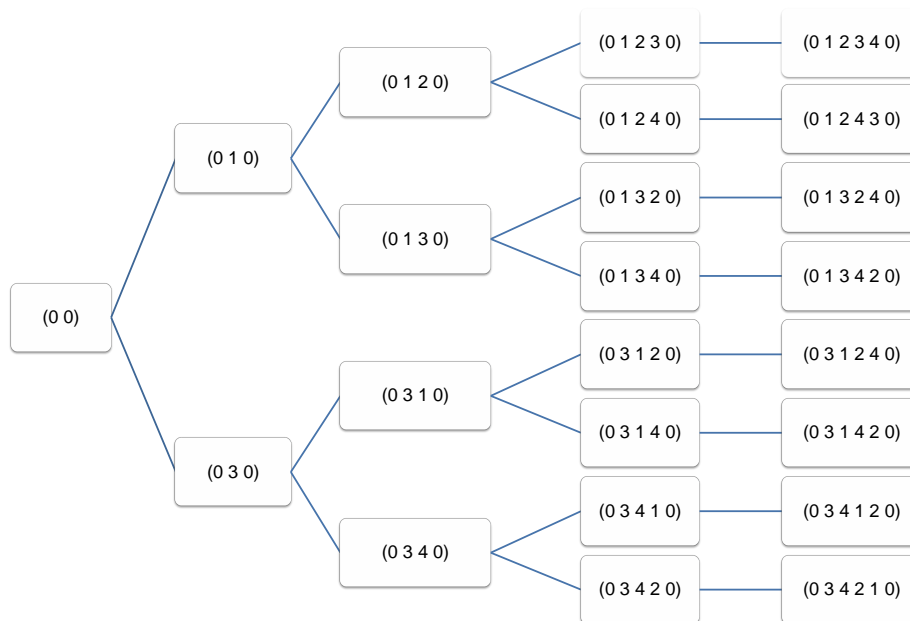 (0 0)
(0 1 0)
(0 3 0)
(0 1 2 0)
(0 1 3 0)
(0 3 1 0)
(0 3 4 0)
(0 1 2 3 0)
(0 1 2 4 0)
(0 1 3 2 0)
(0 1 3 4 0)
(0 3 1 2 0)
(0 3 1 4 0)
(0 3 4 1 0)
(0 3 4 2 0)
(0 1 2 3 4 0)
(0 1 2 4 3 0)
(0 1 3 2 4 0)
(0 1 3 4 2 0)
(0 3 1 2 4 0)
(0 3 1 4 2 0)
(0 3 4 1 2 0)
(0 3 4 2 1 0)